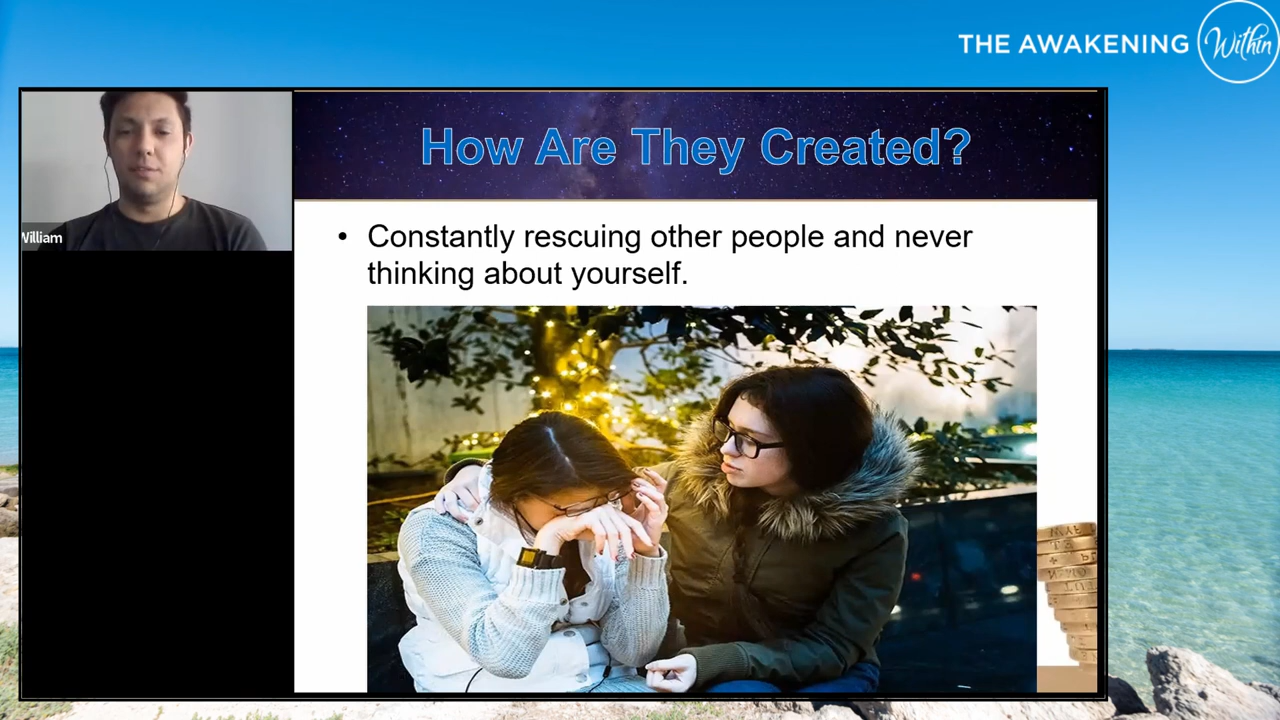 THE AWAKENING Within
How Are They Created?
William
• Constantly rescuing other people and never
thinking about yourself.